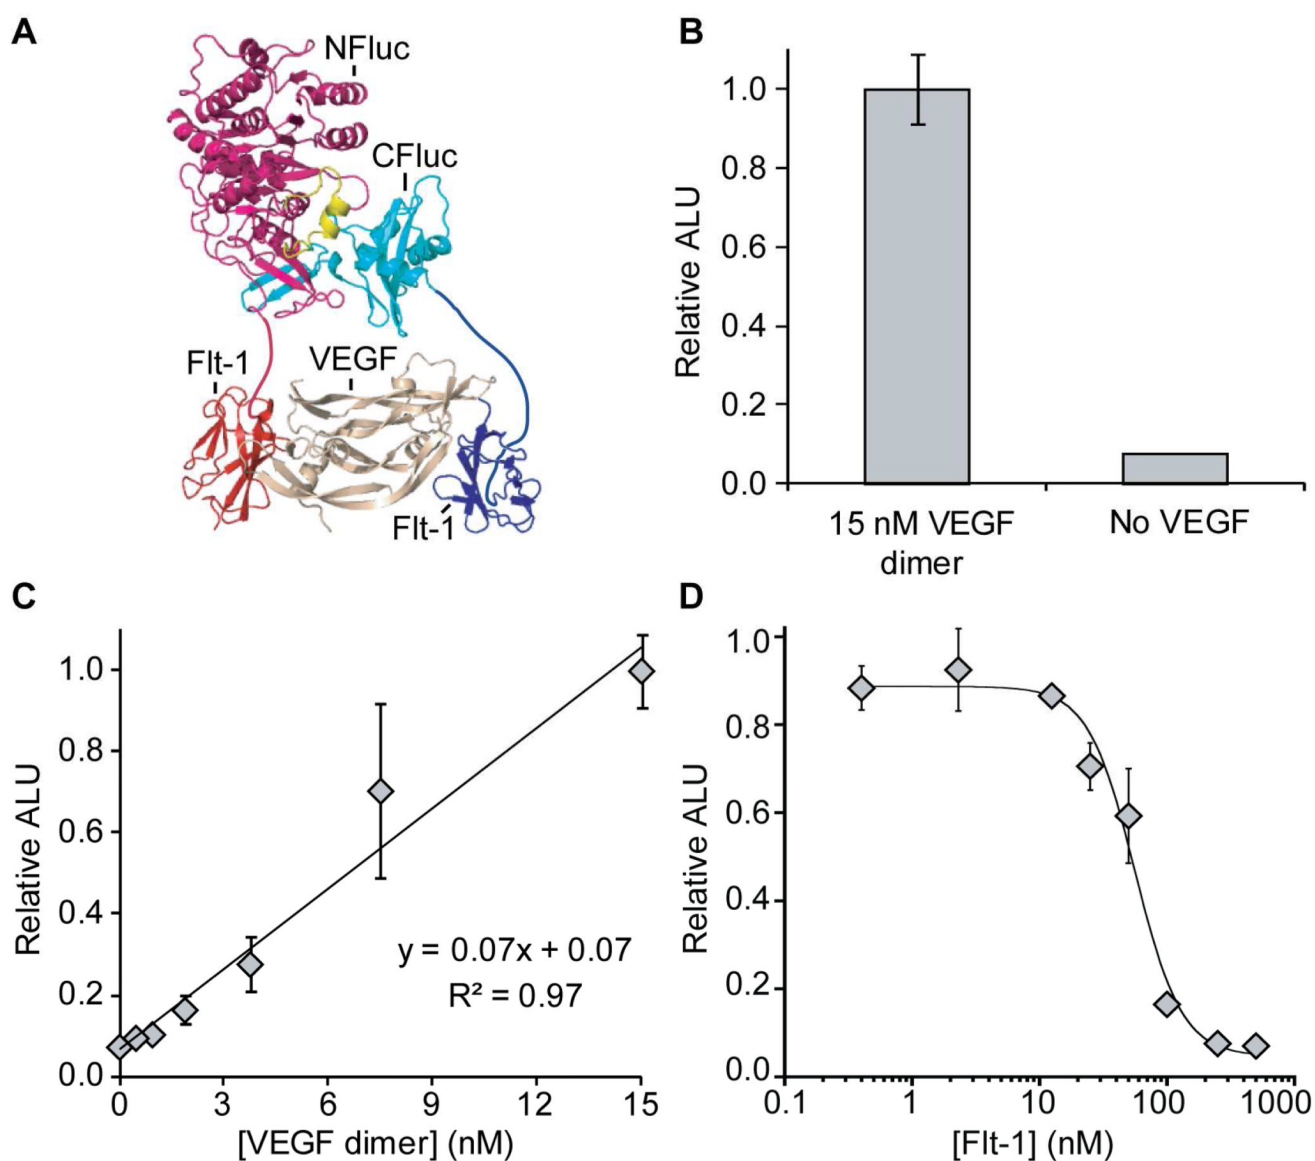 A
NFluc
CFluc
Flt-1
VEGF
Flt-1
B
Relative ALU
1.0
0.8
0.6
0.4
0.2
0.0
15 nM VEGF
dimer
No VEGF
C
Relative ALU
1.0
0.8
0.6
0.4
0.2
0.0
y = 0.07x + 0.07
R² = 0.97
0 3 6 9 12 15
[VEGF dimer] (nM)
D
Relative ALU
1.0
0.8
0.6
0.4
0.2
0.0
0.1 1 10 100 1000
[Flt-1] (nM)